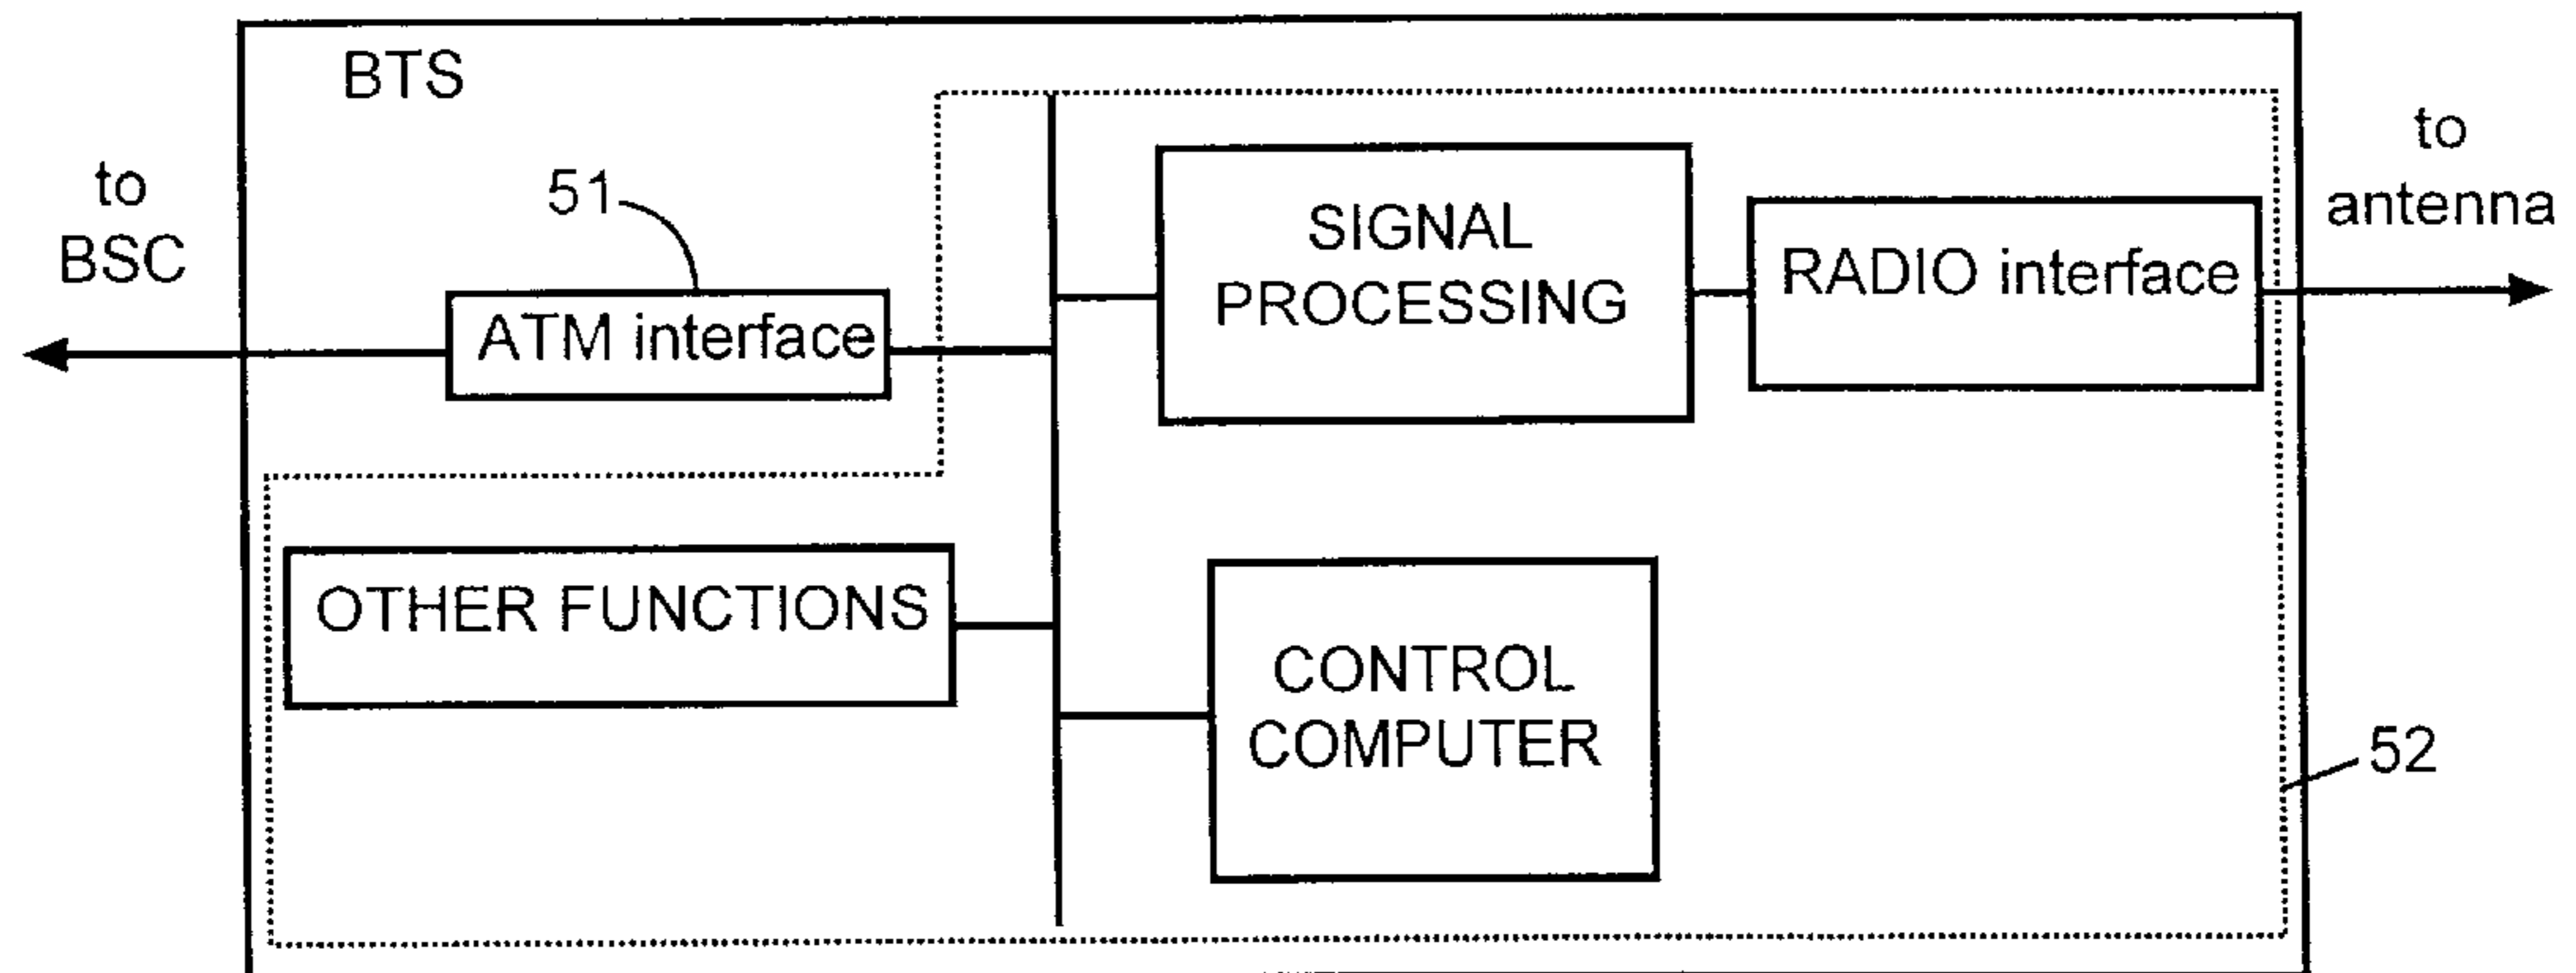 BTS
to
BSC
51
ATM interface
SIGNAL
PROCESSING
RADIO interface
to
antenna
OTHER FUNCTIONS
CONTROL
COMPUTER
52